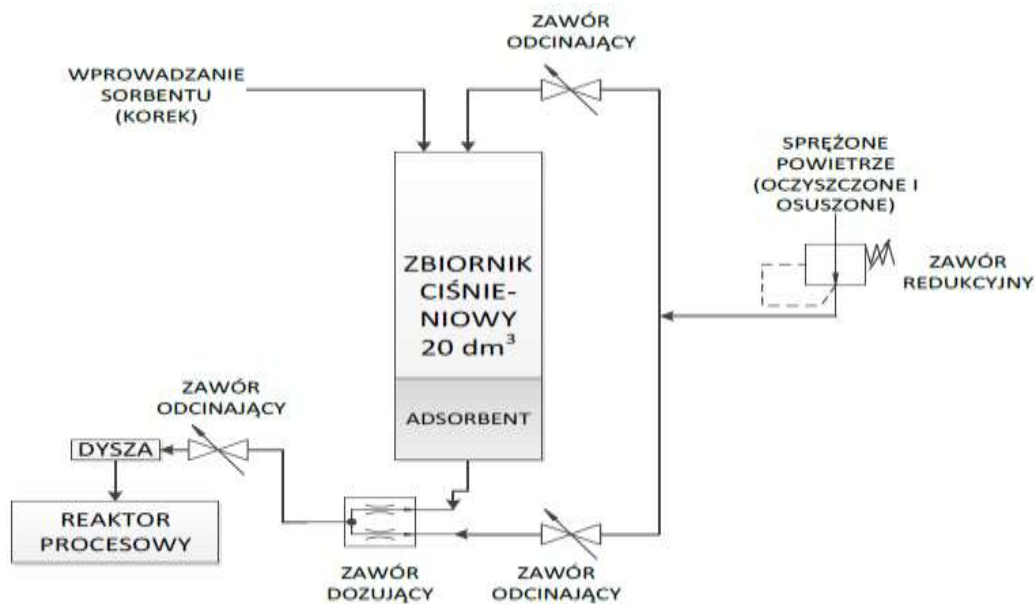 ZAWÓR
ODCINAJĄCY
WPROWADZANIE
SORBENTU
(KOREK)
SPRĘŻONE
POWIETRZE
(OCZYSZCZONE I
OSUSZONE)
ZAWÓR
REDUKCYJNY
ZBIORNIK
CIŚNIE-
NIOWY
20 dm³
ADSORBENT
ZAWÓR
ODCINAJĄCY
DYSZA
REAKTOR
PROCESOWY
ZAWÓR
DOZUJĄCY
ZAWÓR
ODCINAJĄCY